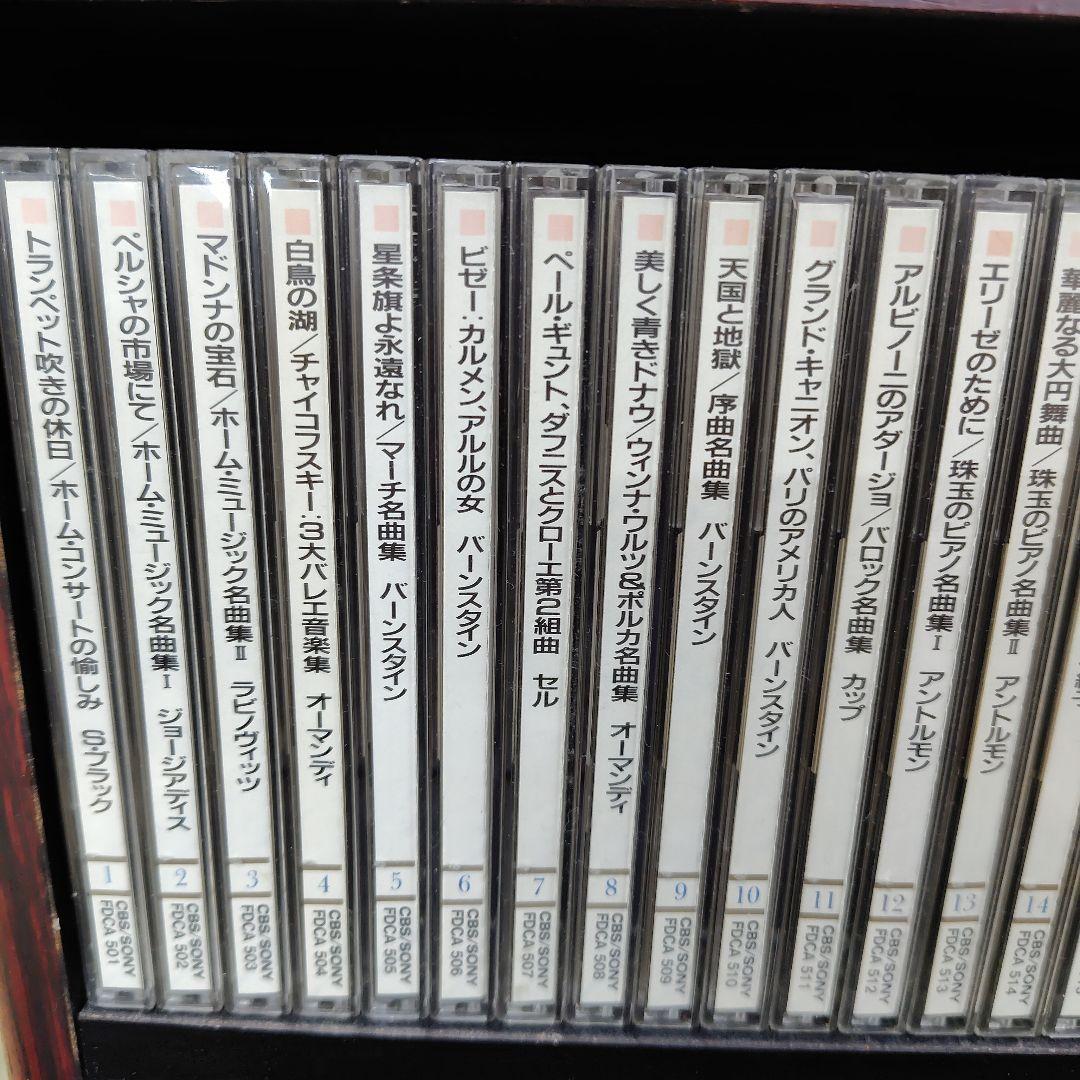 トランペット吹きの休日/ホーム・コンサートの愉しみ S・ブラック
1
CBS/SONY
FDCA 501
ペルシャの市場にて/ホーム・ミュージック名曲集Ⅰ ジョージアディス
2
CBS/SONY
FDCA 502
マドンナの宝石/ホーム・ミュージック名曲集Ⅱ ラビノヴィッツ
3
CBS/SONY
FDCA 503
白鳥の湖/チャイコフスキー:3大バレエ音楽集 オーマンディ
4
CBS/SONY
FDCA 504
星条旗よ永遠なれ/マーチ名曲集 バーンスタイン
5
CBS/SONY
FDCA 505
ビゼー:カルメン、アルルの女 バーンスタイン
6
CBS/SONY
FDCA 506
ペール・ギュント、ダフニスとクローエ第2組曲 セル
7
CBS/SONY
FDCA 507
美しく青きドナウ/ウィンナ・ワルツ&ポルカ名曲集 オーマンディ
8
CBS/SONY
FDCA 508
天国と地獄/序曲名曲集 バーンスタイン
9
CBS/SONY
FDCA 509
グランド・キャニオン、パリのアメリカ人 バーンスタイン
10
CBS/SONY
FDCA 510
アルビノーニのアダージョ/バロック名曲集 カップ
11
CBS/SONY
FDCA 511
エリーゼのために/珠玉のピアノ名曲集Ⅰ アントルモン
12
CBS/SONY
FDCA 512
華麗なる大円舞曲/珠玉のピアノ名曲集Ⅱ アントルモン
13
CBS/SONY
FDCA 513
14
CBS/SONY
FDCA 514